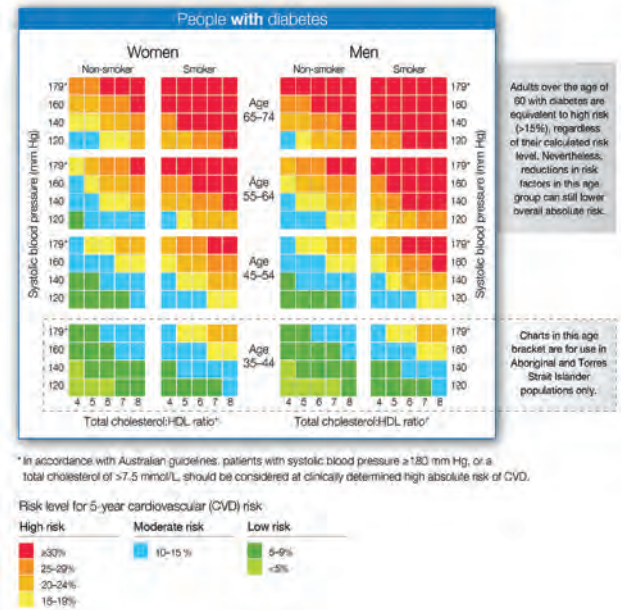 People with diabetes
Women
Men
Non-smoker
Smoker
Non-smoker
Smoker
Systolic blood pressure (mm Hg)
179*
160
140
120
Age
65–74
179*
160
140
120
179*
160
140
120
Age
55–64
179*
160
140
120
179*
160
140
120
Age
45–54
179*
160
140
120
179*
160
140
120
Age
35–44
179*
160
140
120
Systolic blood pressure (mm Hg)
4 5 6 7 8
4 5 6 7 8
4 5 6 7 8
4 5 6 7 8
Total cholesterol:HDL ratio*
Total cholesterol:HDL ratio*
Adults over the age of
60 with diabetes are
equivalent to high risk
(>15%), regardless
of their calculated risk
level. Nevertheless,
reductions in risk
factors in this age
group can still lower
overall absolute risk.
Charts in this age
bracket are for use in
Aboriginal and Torres
Strait Islander
populations only.
* In accordance with Australian guidelines, patients with systolic blood pressure ≥180 mm Hg, or a
total cholesterol of >7.5 mmol/L, should be considered at clinically determined high absolute risk of CVD.
Risk level for 5-year cardiovascular (CVD) risk
High risk
Moderate risk
Low risk
≥30%
10–15%
5–9%
25–29%
<5%
20–24%
16–19%